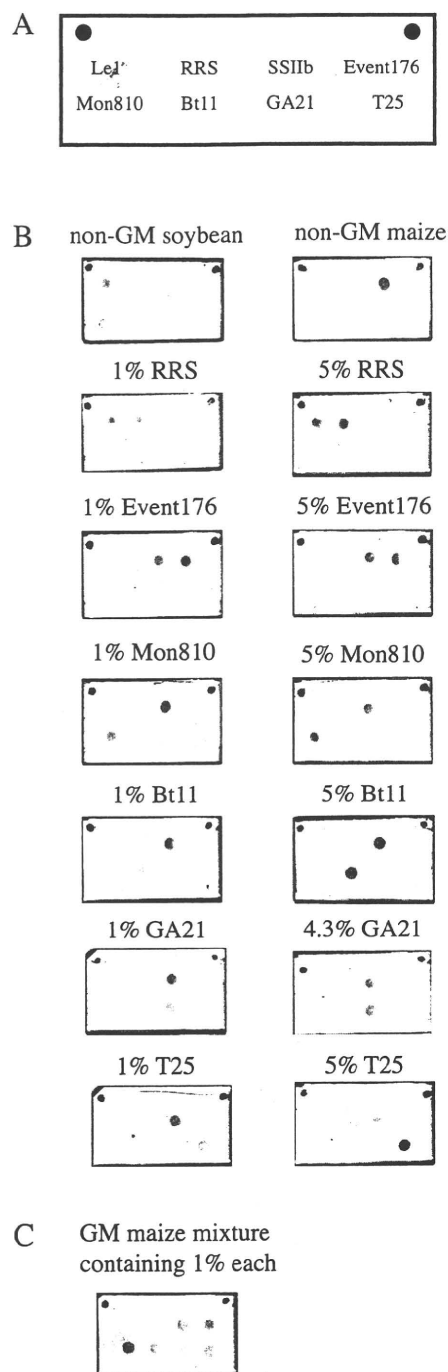 A
Le1 RRS SSIIb Event176
Mon810 Bt11 GA21 T25
B
non-GM soybean non-GM maize
1% RRS 5% RRS
1% Event176 5% Event176
1% Mon810 5% Mon810
1% Bt11 5% Bt11
1% GA21 4.3% GA21
1% T25 5% T25
C GM maize mixture
containing 1% each